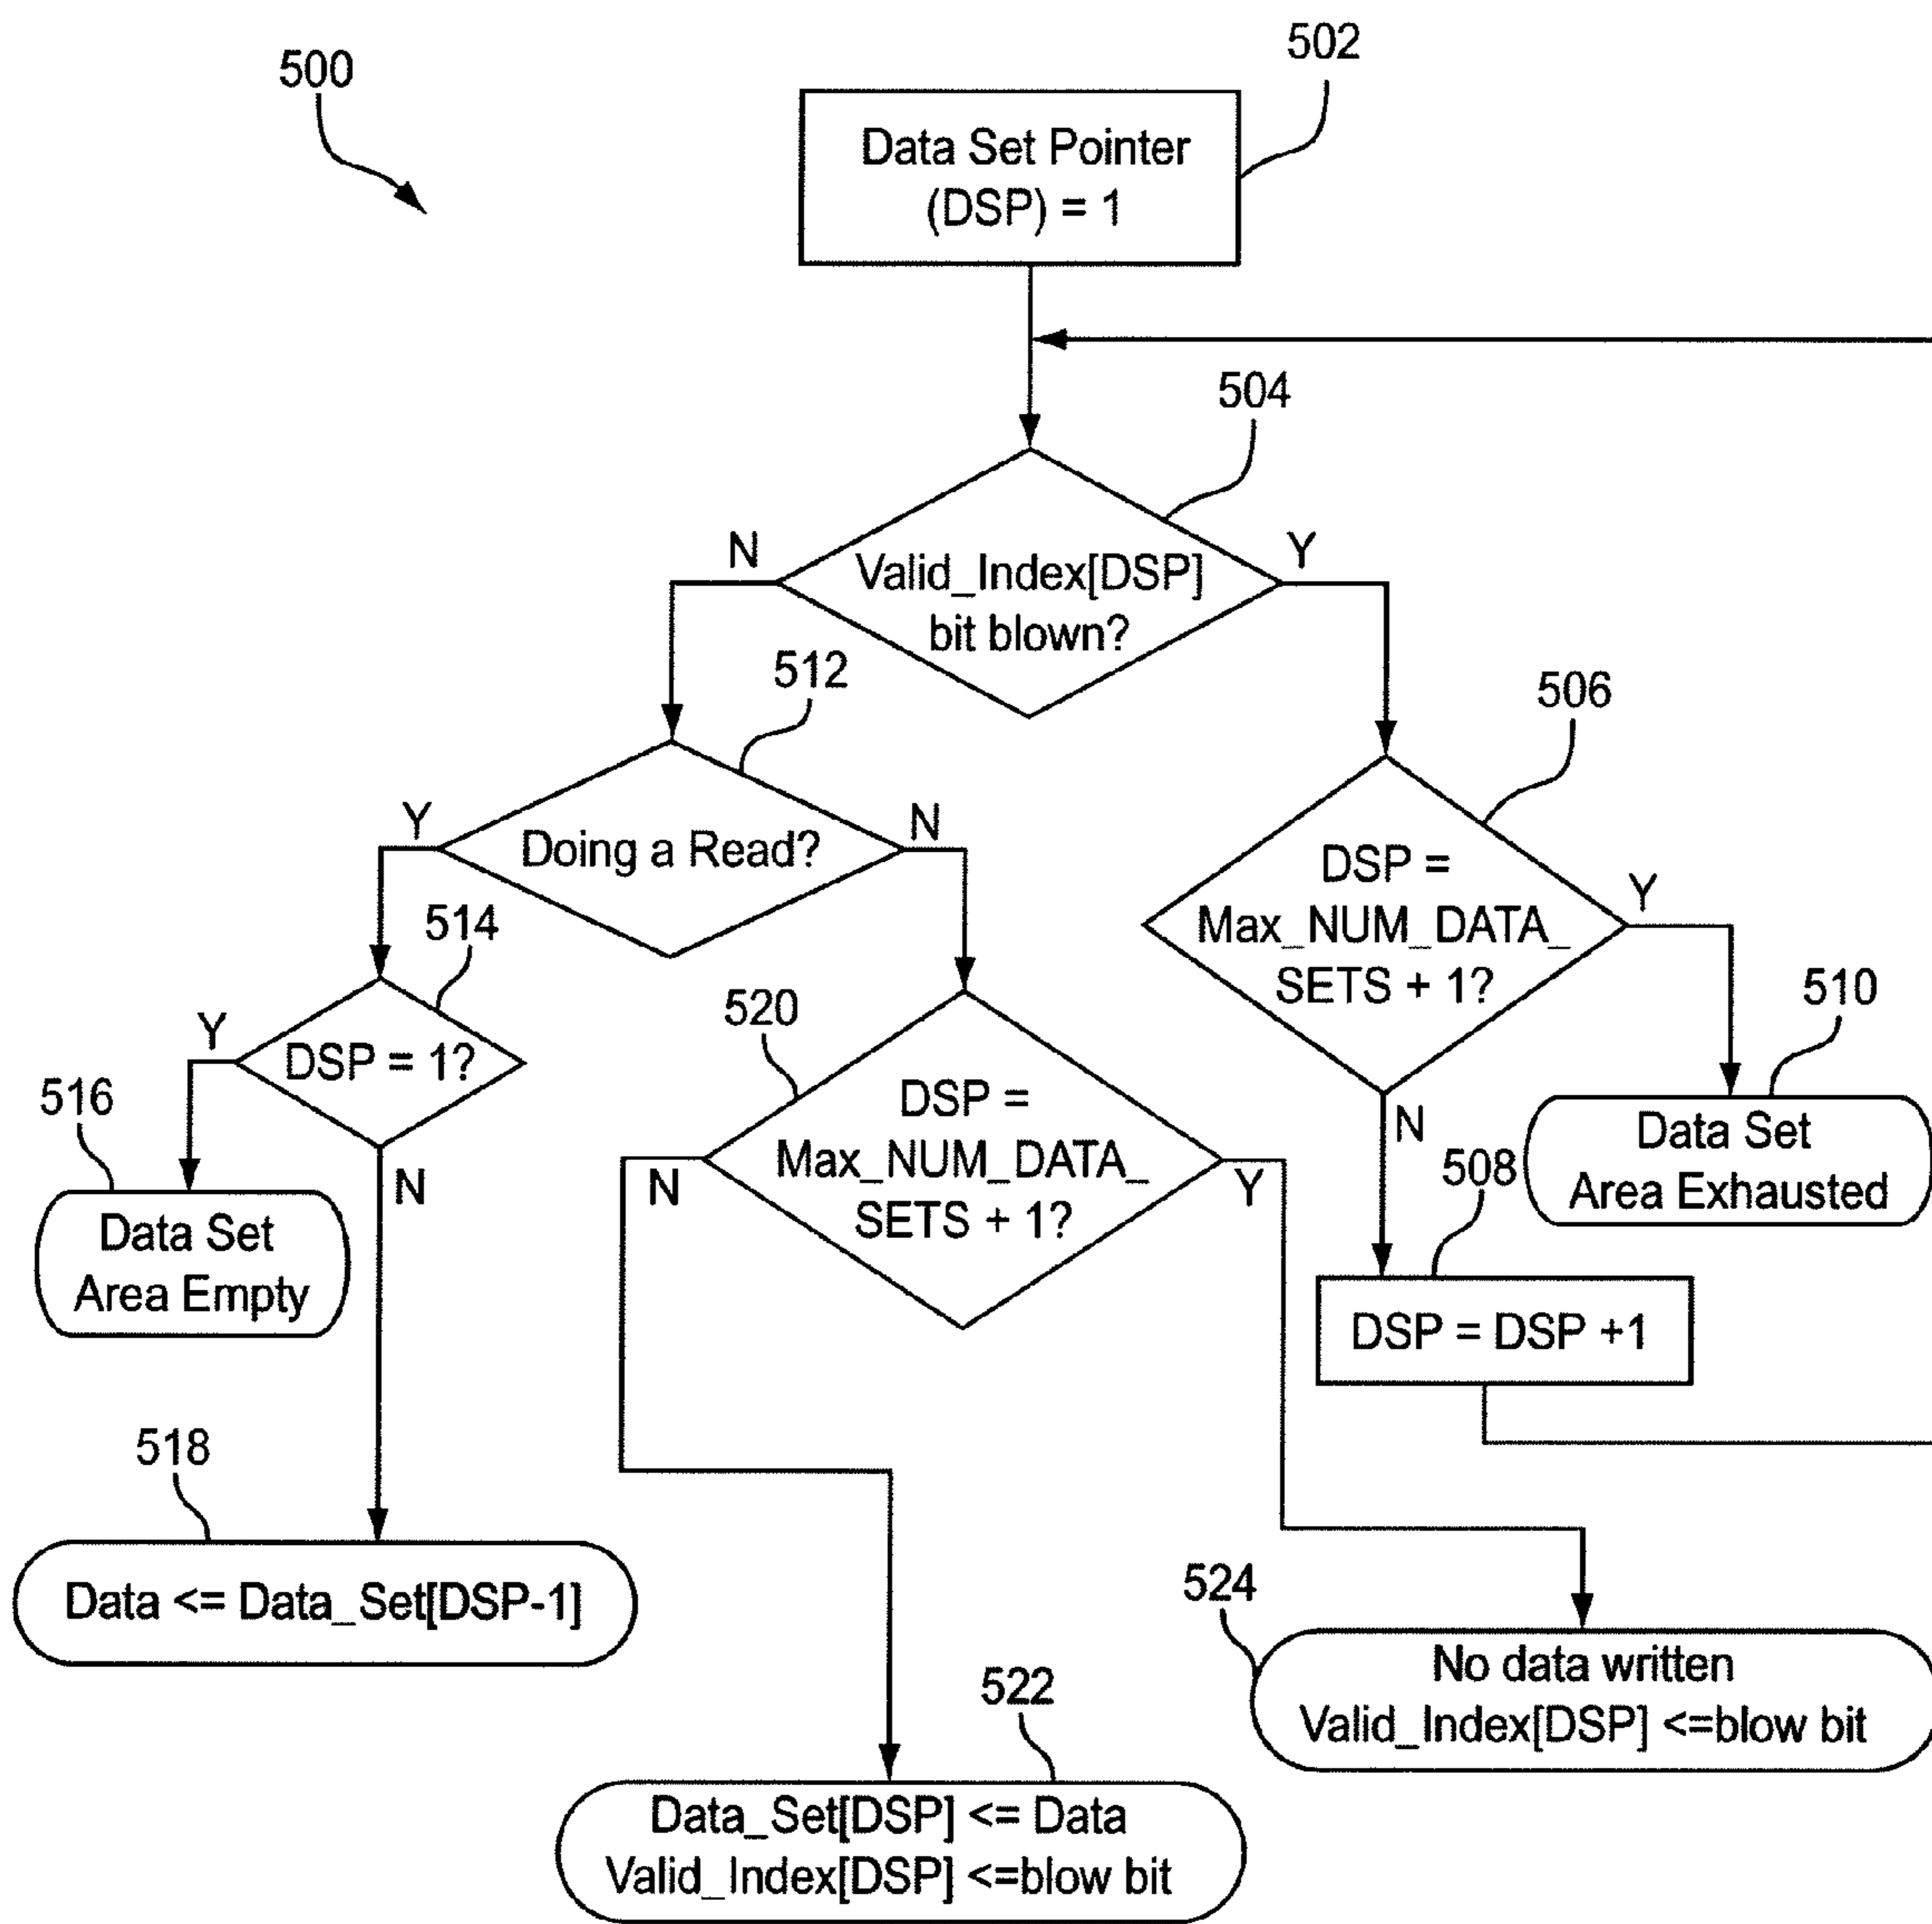 500
502
Data Set Pointer
(DSP) = 1
504
N
Y
Valid_Index[DSP]
bit blown?
512
506
Y
Doing a Read?
N
DSP =
Max_NUM_DATA_
SETS + 1?
Y
514
Y
DSP = 1?
N
520
DSP =
Max_NUM_DATA_
SETS + 1?
N
Y
510
Data Set
Area Exhausted
N
508
DSP = DSP +1
516
Data Set
Area Empty
518
Data <= Data_Set[DSP-1]
524
No data written
Valid_Index[DSP] <=blow bit
522
Data_Set[DSP] <= Data
Valid_Index[DSP] <=blow bit